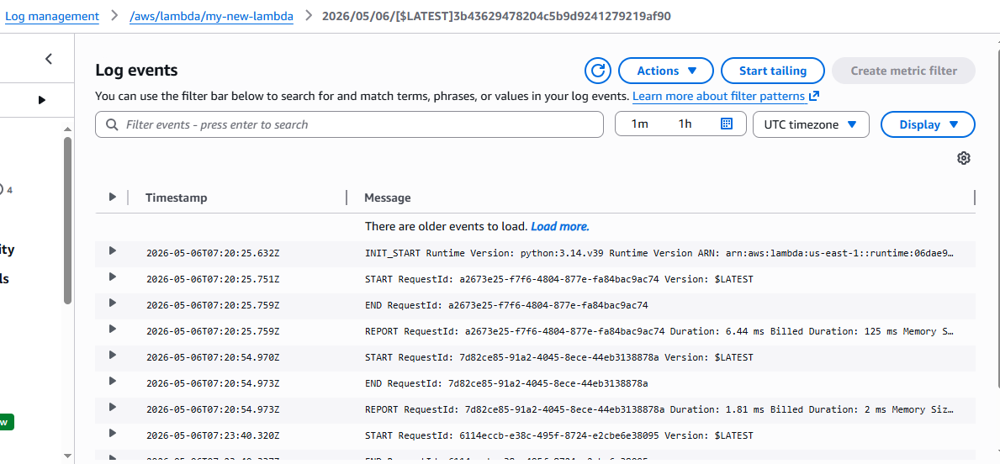 Log management > /aws/lambda/my-new-lambda > 2026/05/06/[$LATEST]3b43629478204c5b9d9241279219af90
Log events
Actions
Start tailing
Create metric filter
You can use the filter bar below to search for and match terms, phrases, or values in your log events. Learn more about filter patterns
Filter events - press enter to search
1m 1h
UTC timezone
Display
4
ity
ls
w
Timestamp Message
There are older events to load. Load more.
2026-05-06T07:20:25.632Z INIT_START Runtime Version: python:3.14.v39 Runtime Version ARN: arn:aws:lambda:us-east-1::runtime:06dae9…
2026-05-06T07:20:25.751Z START RequestId: a2673e25-f7f6-4804-877e-fa84bac9ac74 Version: $LATEST
2026-05-06T07:20:25.759Z END RequestId: a2673e25-f7f6-4804-877e-fa84bac9ac74
2026-05-06T07:20:25.759Z REPORT RequestId: a2673e25-f7f6-4804-877e-fa84bac9ac74 Duration: 6.44 ms Billed Duration: 125 ms Memory S…
2026-05-06T07:20:54.970Z START RequestId: 7d82ce85-91a2-4045-8ece-44eb3138878a Version: $LATEST
2026-05-06T07:20:54.973Z END RequestId: 7d82ce85-91a2-4045-8ece-44eb3138878a
2026-05-06T07:20:54.973Z REPORT RequestId: 7d82ce85-91a2-4045-8ece-44eb3138878a Duration: 1.81 ms Billed Duration: 2 ms Memory Siz…
2026-05-06T07:23:40.320Z START RequestId: 6114eccb-e38c-495f-8724-e2cbe6e38095 Version: $LATEST